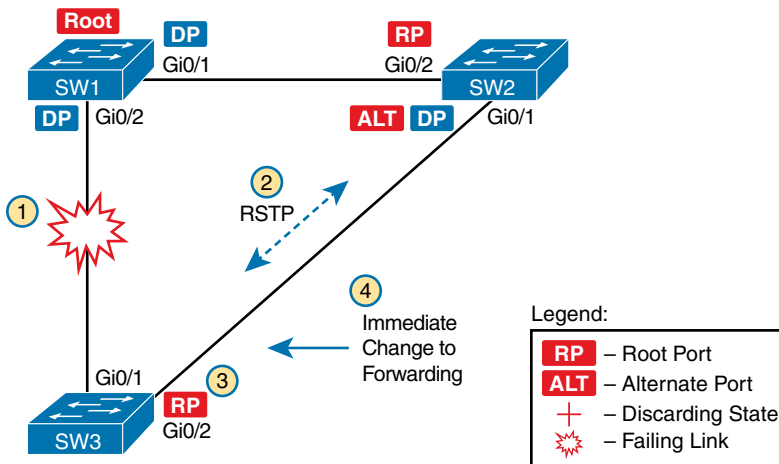 Root
DP
RP
Gi0/1
Gi0/2
SW1
SW2
DP
Gi0/2
ALT
DP
Gi0/1
1
2
RSTP
4
Immediate
Change to
Forwarding
Gi0/1
3
RP
Gi0/2
SW3
Legend:
RP – Root Port
ALT – Alternate Port
– Discarding State
– Failing Link